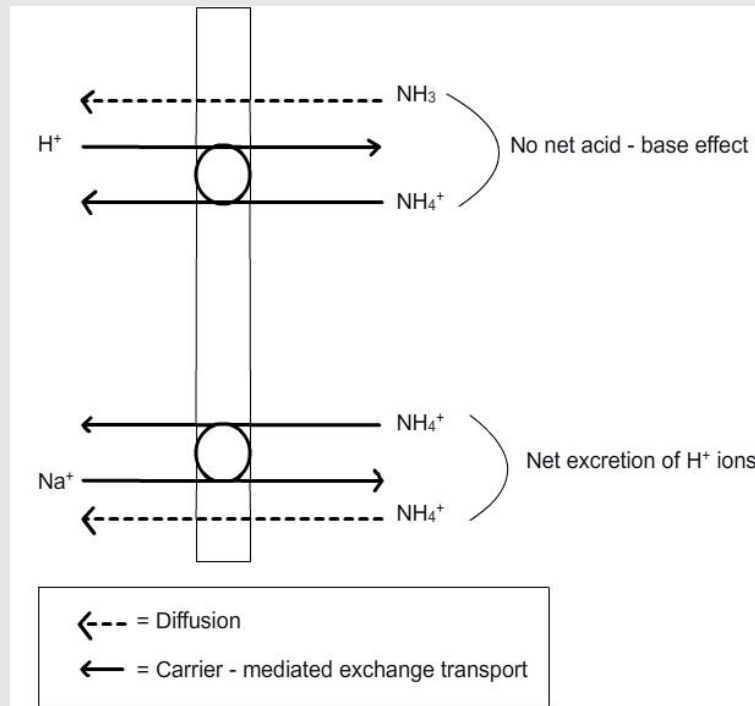 NH₃
H⁺
No net acid - base effect
NH₄⁺
NH₄⁺
Net excretion of H⁺ ions
Na⁺
NH₄⁺
= Diffusion
= Carrier - mediated exchange transport